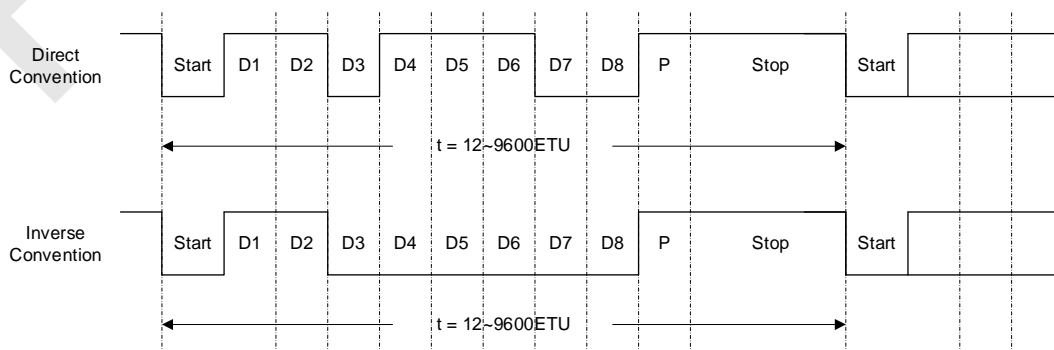 Direct
Convention
Start D1 D2 D3 D4 D5 D6 D7 D8 P Stop Start
t = 12~9600ETU
Inverse
Convention
Start D1 D2 D3 D4 D5 D6 D7 D8 P Stop Start
t = 12~9600ETU